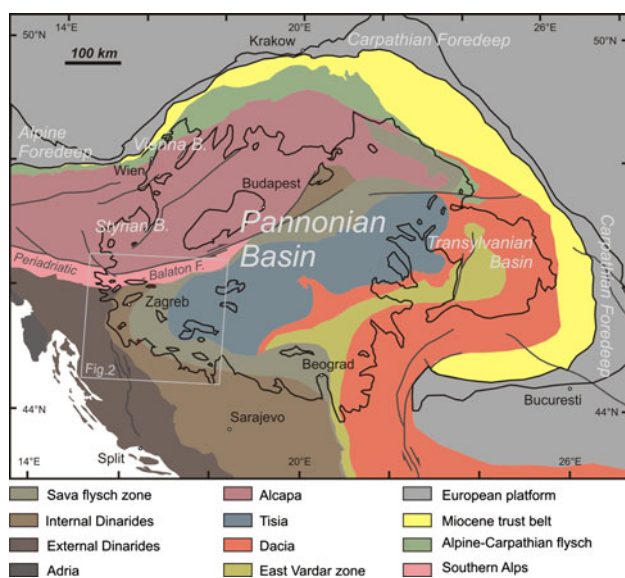 14°E
20°E
26°E
50°N
50°N
Krakow
Carpathian Foredeep
100 km
Alpine
Foredeep
Vienna B.
Wien
Budapest
Styrian B.
Pannonian
Basin
Transylvanian
Basin
Carpathian Foredeep
Periadriatic
Balaton F.
Zagreb
Fig.2
Beograd
Bucuresti
44°N
44°N
Sarajevo
Split
14°E
20°E
26°E
Sava flysch zone
Alcapa
European platform
Internal Dinarides
Tisia
Miocene trust belt
External Dinarides
Dacia
Alpine-Carpathian flysch
Adria
East Vardar zone
Southern Alps